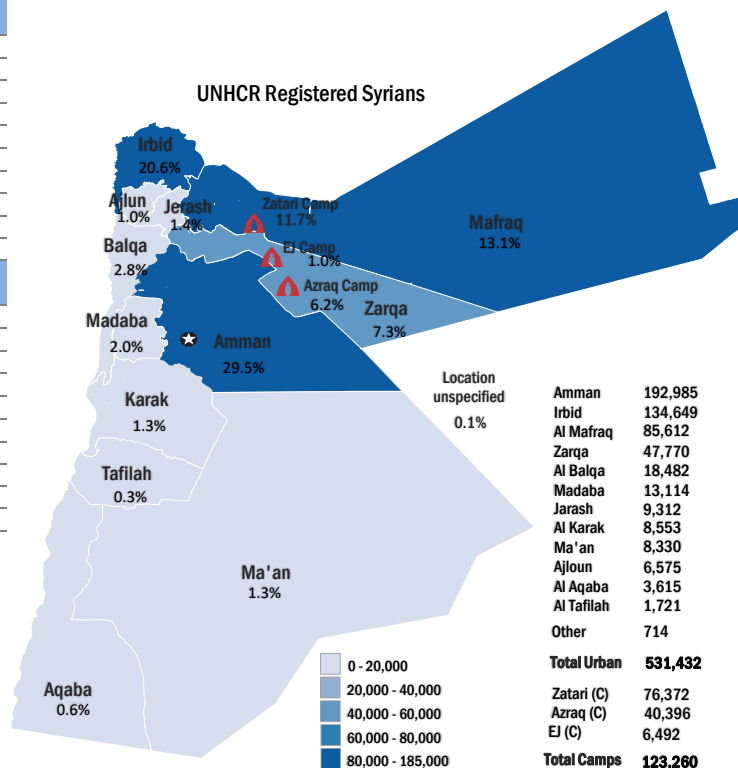 UNHCR Registered Syrians
Irbid
20.6%
Ajlun
1.0%
Jerash
1.4%
Zatari Camp
11.7%
Mafraq
13.1%
Balqa
2.8%
EJ Camp
1.0%
Azraq Camp
6.2%
Zarqa
7.3%
Madaba
2.0%
Amman
29.5%
Location
unspecified
0.1%
Karak
1.3%
Tafilah
0.3%
Ma'an
1.3%
Aqaba
0.6%
0 - 20,000
20,000 - 40,000
40,000 - 60,000
60,000 - 80,000
80,000 - 185,000
Amman 192,985
Irbid 134,649
Al Mafraq 85,612
Zarqa 47,770
Al Balqa 18,482
Madaba 13,114
Jarash 9,312
Al Karak 8,553
Ma'an 8,330
Ajloun 6,575
Al Aqaba 3,615
Al Tafilah 1,721
Other 714
Total Urban 531,432
Zatari (C) 76,372
Azraq (C) 40,396
EJ (C) 6,492
Total Camps 123,260